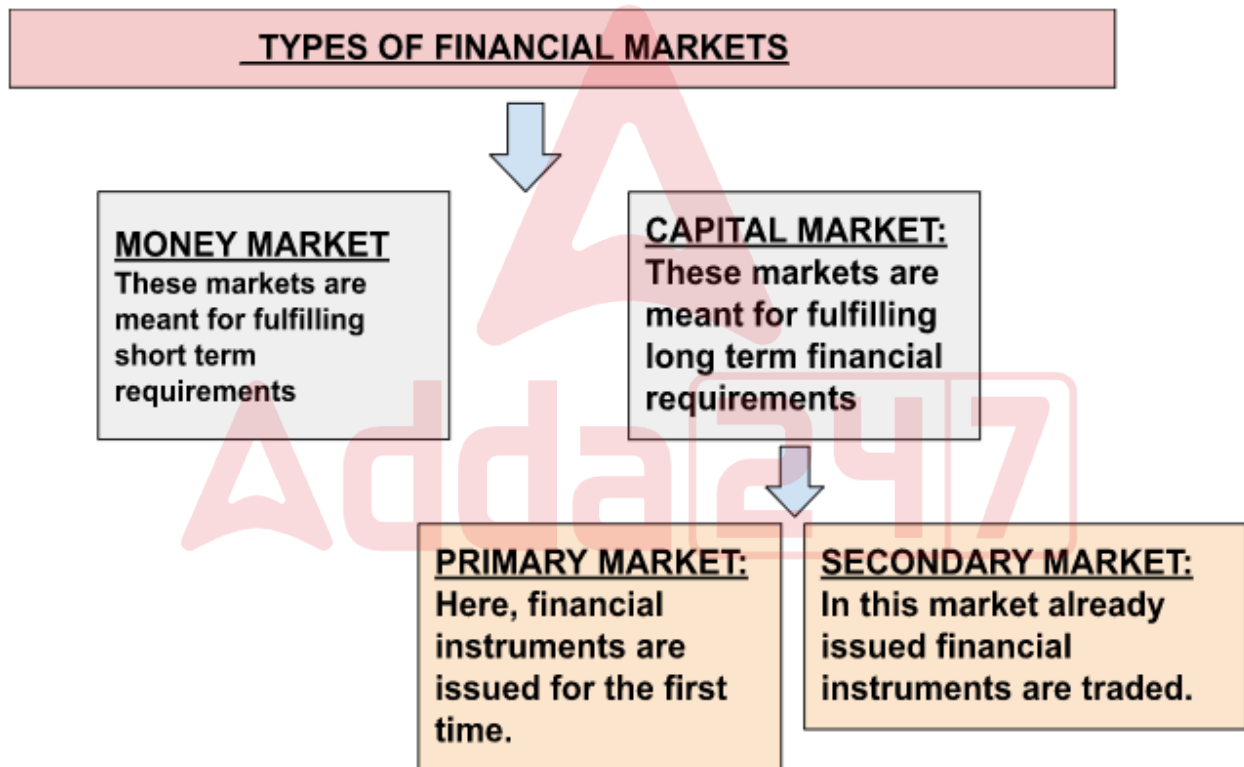 TYPES OF FINANCIAL MARKETS
MONEY MARKET
These markets are
meant for fulfilling
short term
requirements
CAPITAL MARKET:
These markets are
meant for fulfilling
long term financial
requirements
Adda247
PRIMARY MARKET:
Here, financial
instruments are
issued for the first
time.
SECONDARY MARKET:
In this market already
issued financial
instruments are traded.